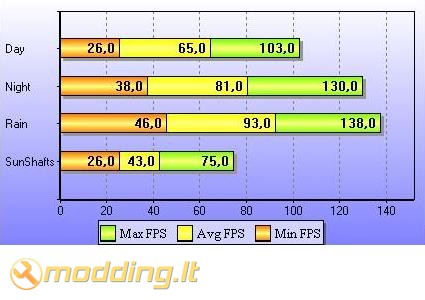 Day 26,0 65,0 103,0
Night 38,0 81,0 130,0
Rain 46,0 93,0 138,0
SunShafts 26,0 43,0 75,0
0 20 40 60 80 100 120 140
Max FPS Avg FPS Min FPS
modding.lt